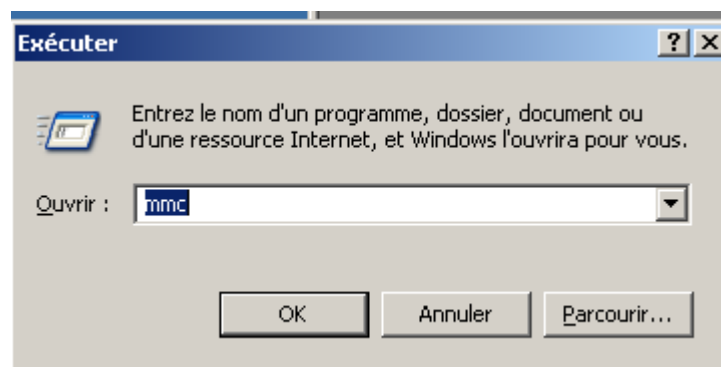 Exécuter
Entrez le nom d'un programme, dossier, document ou
d'une ressource Internet, et Windows l'ouvrira pour vous.
Ouvrir : mmc
OK Annuler Parcourir...